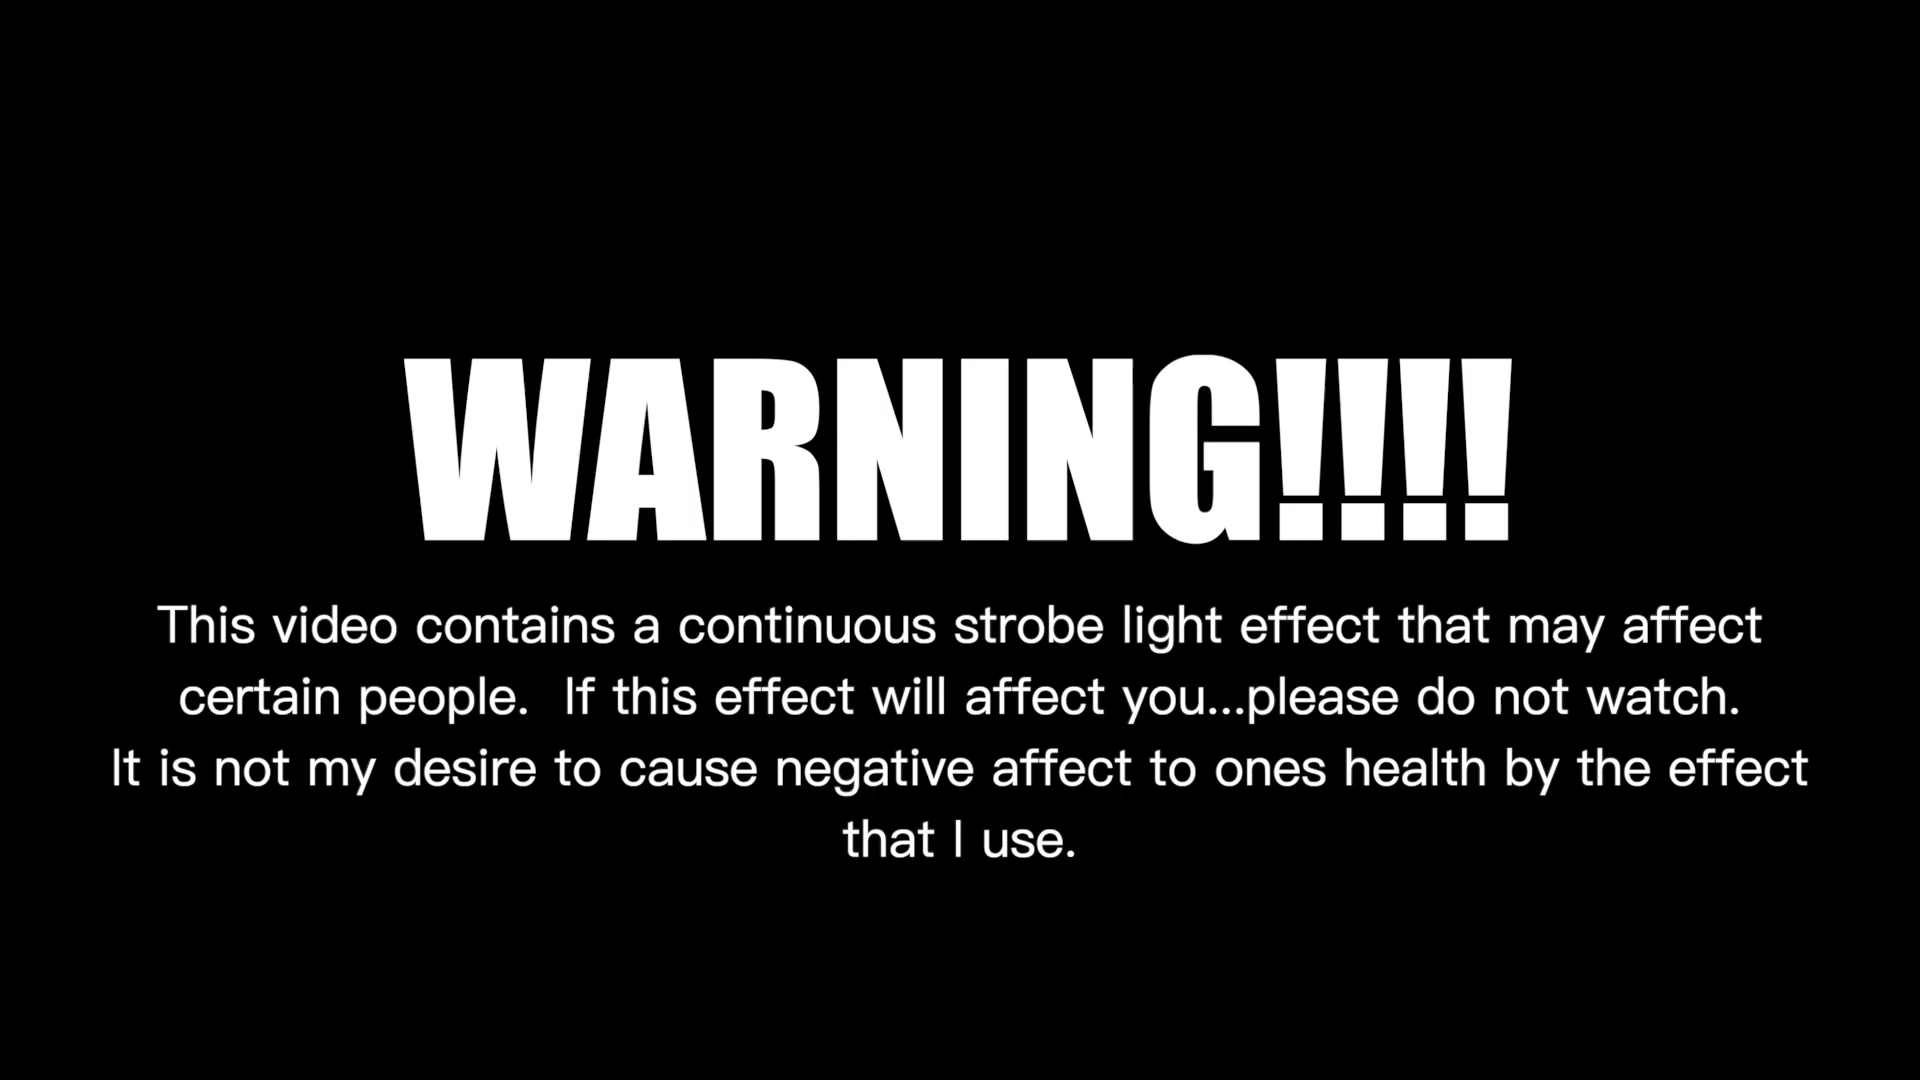 WARNING!!!!
This video contains a continuous strobe light effect that may affect
certain people.  If this effect will affect you...please do not watch.
It is not my desire to cause negative affect to ones health by the effect
that I use.